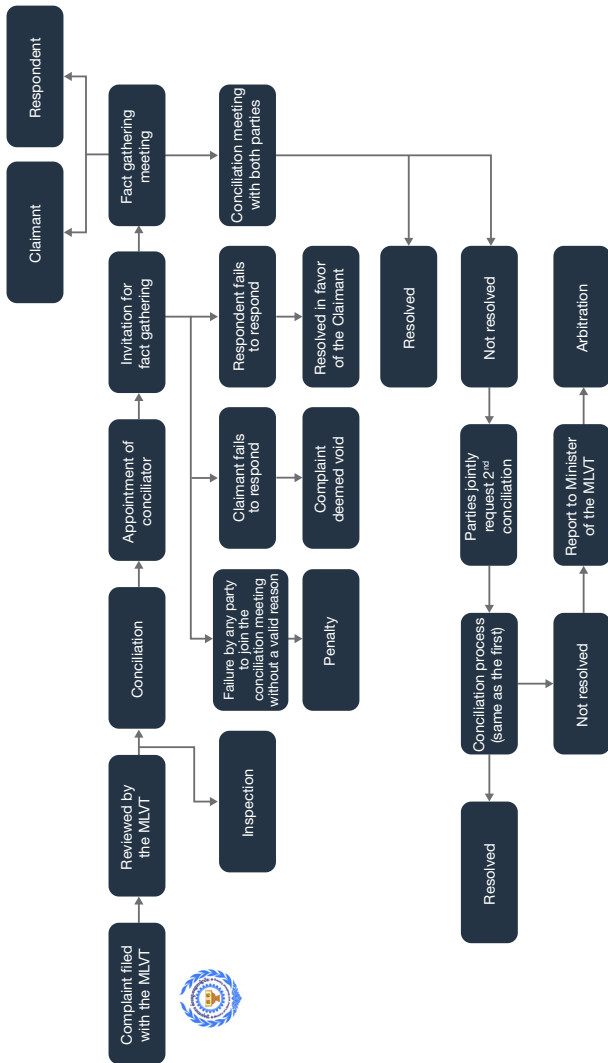 Claimant
Respondent
Complaint filed
with the MLVT
Reviewed by
the MLVT
Conciliation
Appointment of
conciliator
Invitation for
fact gathering
Fact gathering
meeting
Inspection
Failure by any party
to join the
conciliation meeting
without a valid reason
Claimant fails
to respond
Respondent fails
to respond
Conciliation meeting
with both parties
Penalty
Complaint
deemed void
Resolved in favor
of the Claimant
Resolved
Resolved
Conciliation process
(same as the first)
Parties jointly
request 2nd
conciliation
Not resolved
Not resolved
Report to Minister
of the MLVT
Arbitration